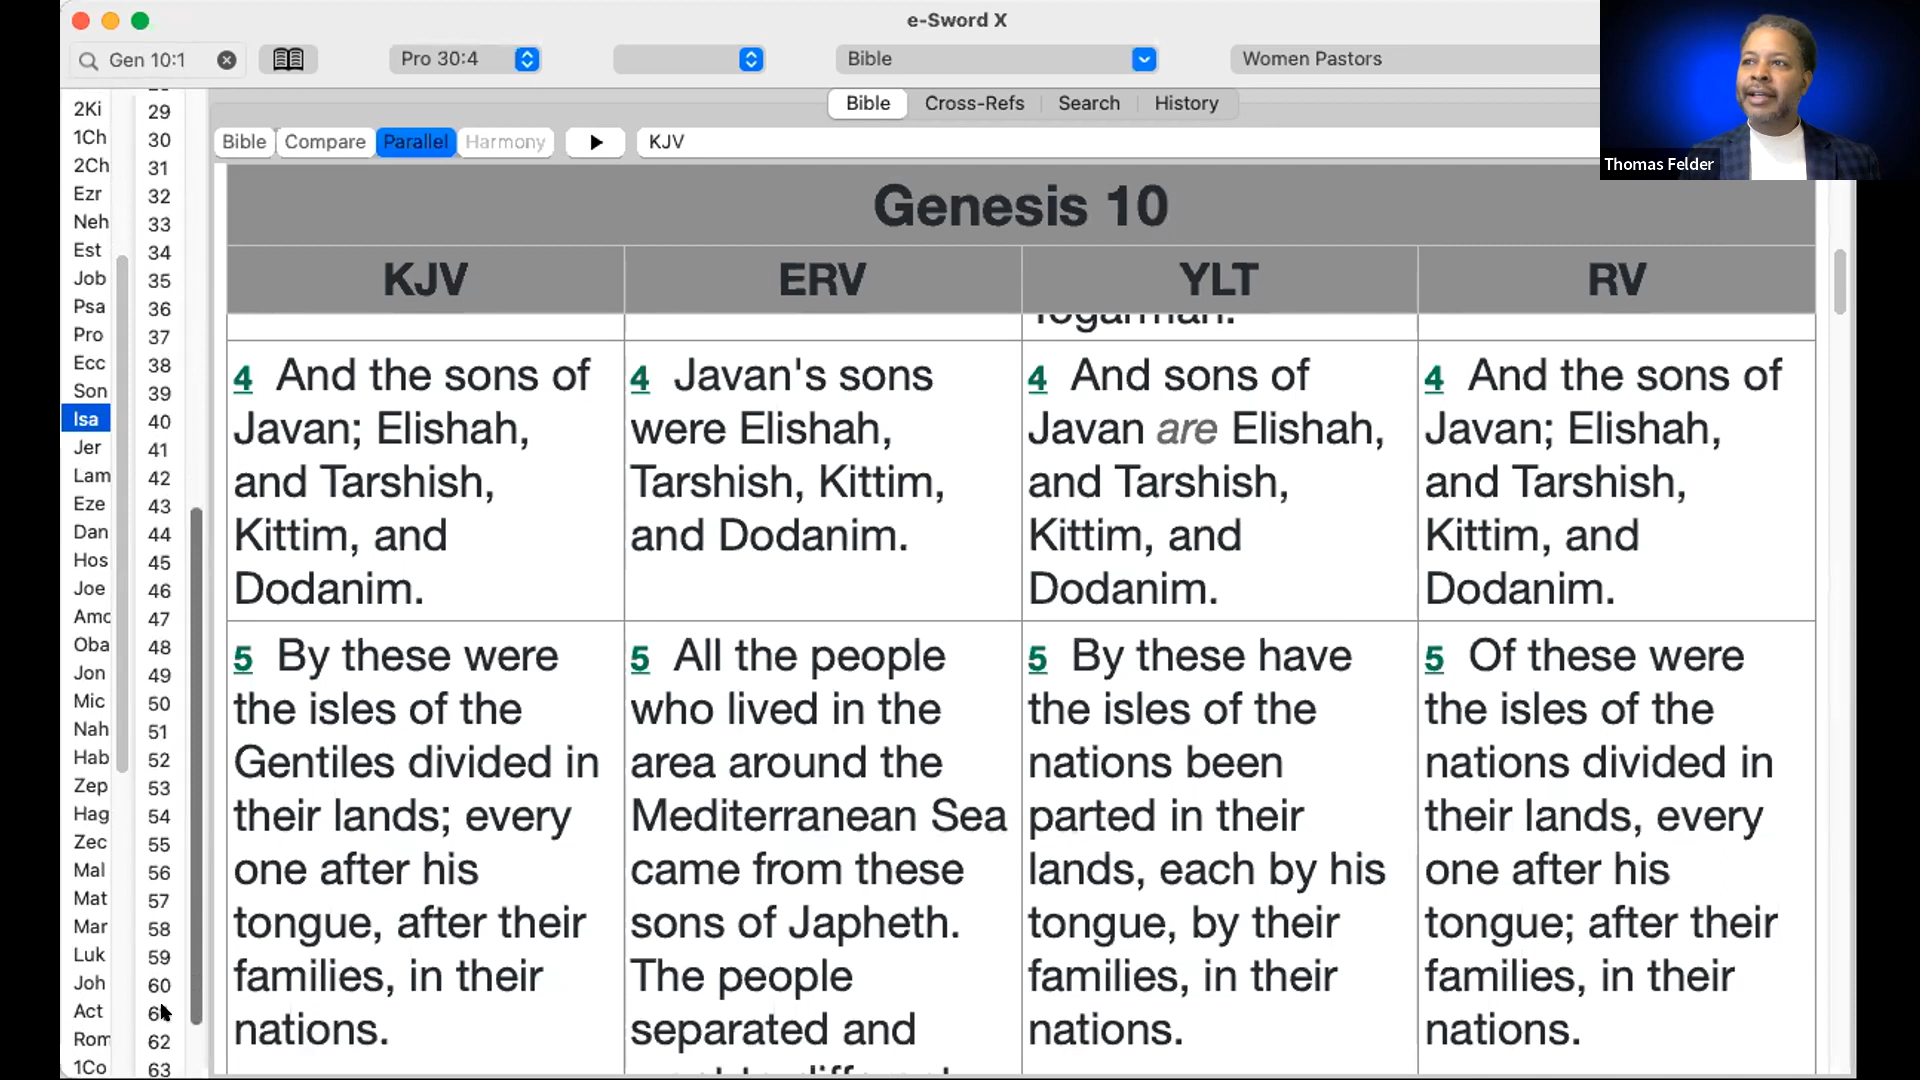 e-Sword X
Gen 10:1
Pro 30:4
Bible
Women Pastors
Bible
Cross-Refs
Search
History
Bible
Compare
Parallel
Harmony
KJV
Thomas Felder
2Ki
1Ch
2Ch
Ezr
Neh
Est
Job
Psa
Pro
Ecc
Son
Isa
Jer
Lam
Eze
Dan
Hos
Joe
Amo
Oba
Jon
Mic
Nah
Hab
Zep
Hag
Zec
Mal
Mat
Mar
Luk
Joh
Act
Rom
1Co
29
30
31
32
33
34
35
36
37
38
39
40
41
42
43
44
45
46
47
48
49
50
51
52
53
54
55
56
57
58
59
60
62
63
Genesis 10
KJV
ERV
YLT
RV
4 And the sons of
Javan; Elishah,
and Tarshish,
Kittim, and
Dodanim.
4 Javan's sons
were Elishah,
Tarshish, Kittim,
and Dodanim.
Togarmah.
4 And sons of
Javan are Elishah,
and Tarshish,
Kittim, and
Dodanim.
4 And the sons of
Javan; Elishah,
and Tarshish,
Kittim, and
Dodanim.
5 By these were
the isles of the
Gentiles divided in
their lands; every
one after his
tongue, after their
families, in their
nations.
5 All the people
who lived in the
area around the
Mediterranean Sea
came from these
sons of Japheth.
The people
separated and
5 By these have
the isles of the
nations been
parted in their
lands, each by his
tongue, by their
families, in their
nations.
5 Of these were
the isles of the
nations divided in
their lands, every
one after his
tongue; after their
families, in their
nations.